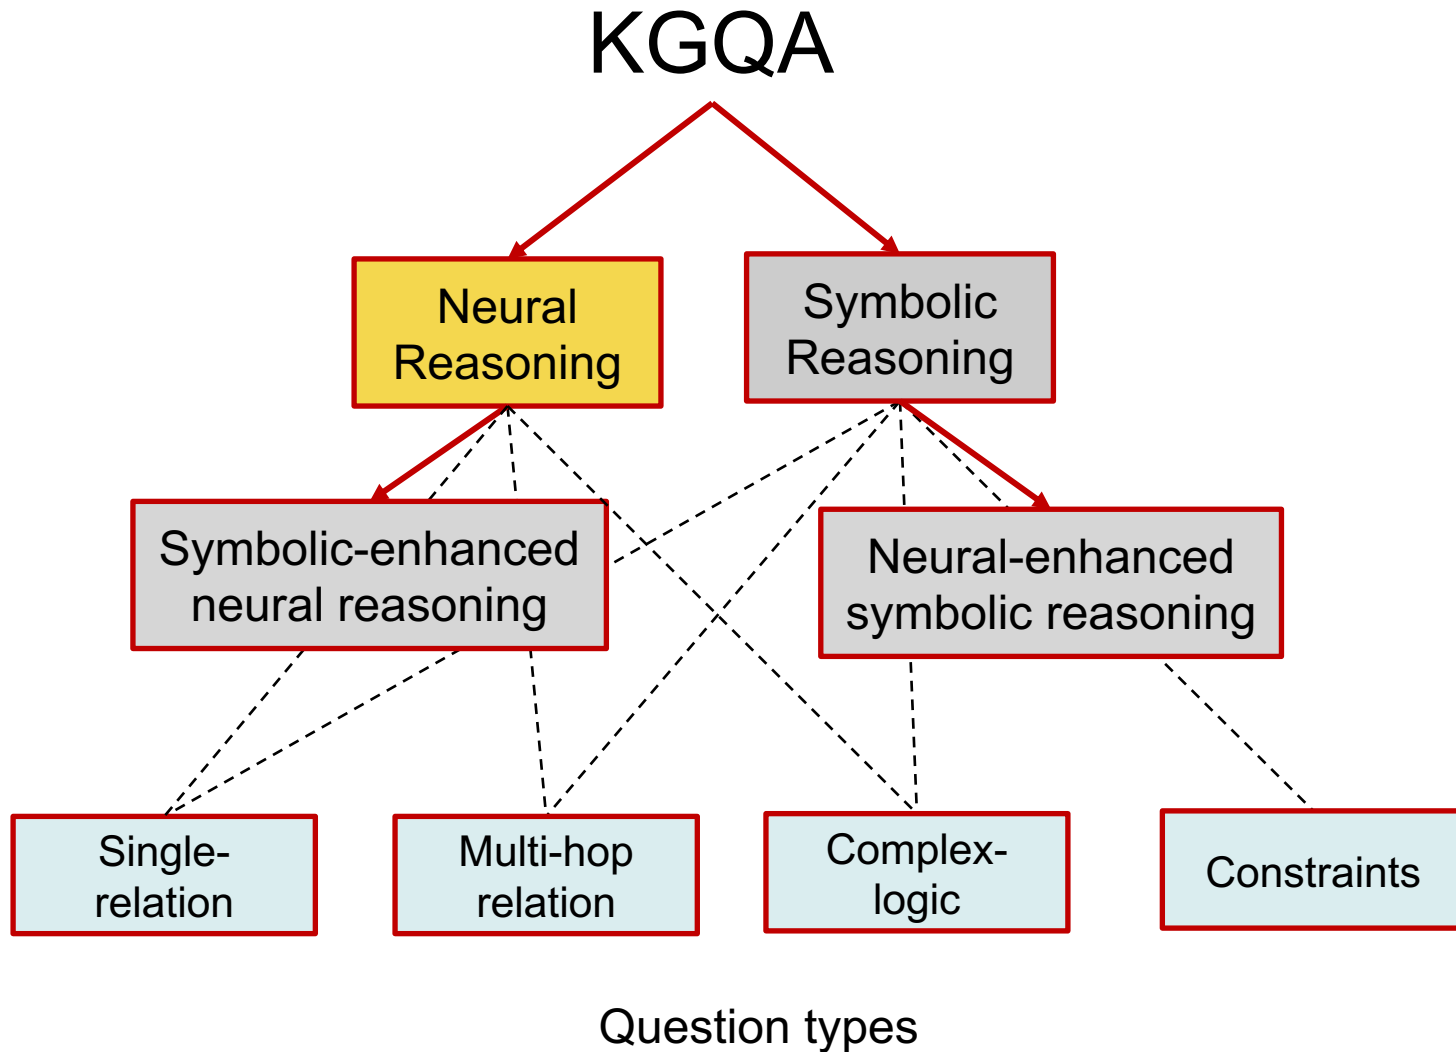 KGQA
Neural
Reasoning
Symbolic
Reasoning
Symbolic-enhanced
neural reasoning
Neural-enhanced
symbolic reasoning
Single-
relation
Multi-hop
relation
Complex-
logic
Constraints
Question types